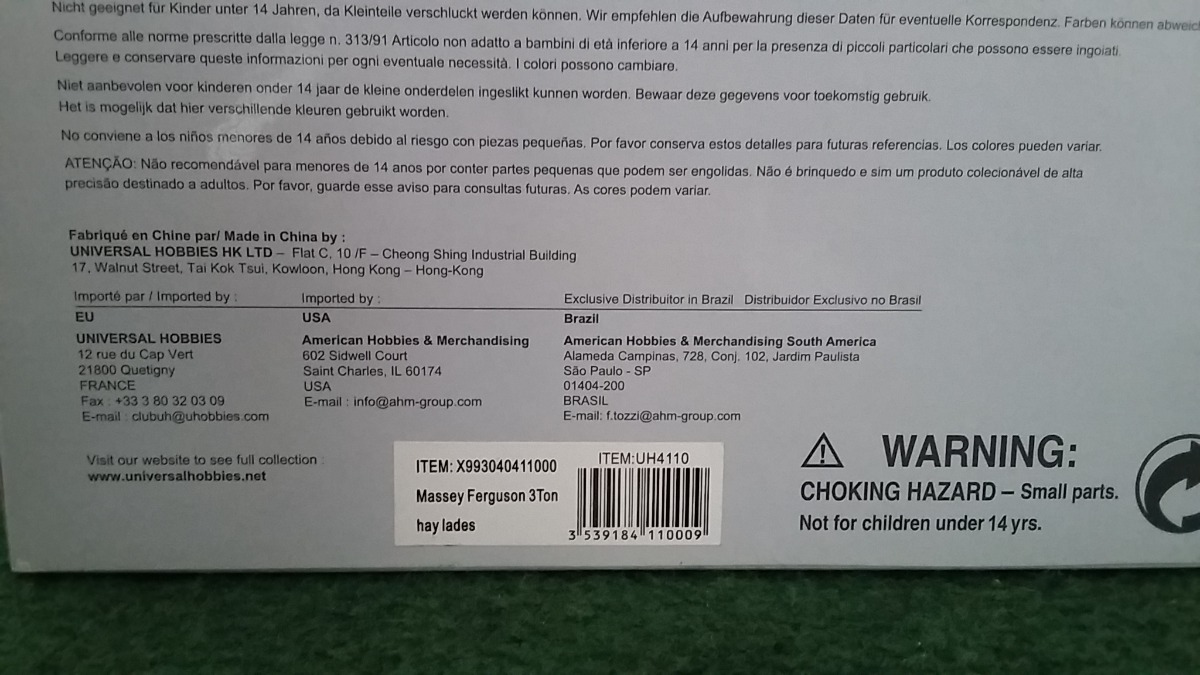 Nicht geeignet für Kinder unter 14 Jahren, da Kleinteile verschluckt werden können. Wir empfehlen die Aufbewahrung dieser Daten für eventuelle Korrespondenz. Farben können abweich
Conforme alle norme prescritte dalla legge n. 313/91 Articolo non adatto a bambini di età inferiore a 14 anni per la presenza di piccoli particolari che possono essere ingoiati.
Leggere e conservare queste informazioni per ogni eventuale necessità. I colori possono cambiare.
Niet aanbevolen voor kinderen onder 14 jaar de kleine onderdelen ingeslikt kunnen worden. Bewaar deze gegevens voor toekomstig gebruik.
Het is mogelijk dat hier verschillende kleuren gebruikt worden.
No conviene a los niños menores de 14 años debido al riesgo con piezas pequeñas. Por favor conserva estos detalles para futuras referencias. Los colores pueden variar.
ATENÇÃO: Não recomendável para menores de 14 anos por conter partes pequenas que podem ser engolidas. Não é brinquedo e sim um produto colecionável de alta
precisão destinado a adultos. Por favor, guarde esse aviso para consultas futuras. As cores podem variar.
Fabriqué en Chine par/ Made in China by :
UNIVERSAL HOBBIES HK LTD – Flat C, 10 /F – Cheong Shing Industrial Building
17, Walnut Street, Tai Kok Tsui, Kowloon, Hong Kong – Hong-Kong
Importé par / Imported by :
EU
UNIVERSAL HOBBIES
12 rue du Cap Vert
21800 Quetigny
FRANCE
Fax : +33 3 80 32 03 09
E-mail : clubuh@uhobbies.com
Imported by :
USA
American Hobbies & Merchandising
602 Sidwell Court
Saint Charles, IL 60174
USA
E-mail : info@ahm-group.com
Exclusive Distribuitor in Brazil Distribuidor Exclusivo no Brasil
Brazil
American Hobbies & Merchandising South America
Alameda Campinas, 728, Conj. 102, Jardim Paulista
São Paulo - SP
01404-200
BRASIL
E-mail: f.tozzi@ahm-group.com
Visit our website to see full collection :
www.universalhobbies.net
ITEM: X993040411000
Massey Ferguson 3Ton
hay lades
ITEM:UH4110
3 539184 110009
WARNING:
CHOKING HAZARD – Small parts.
Not for children under 14 yrs.